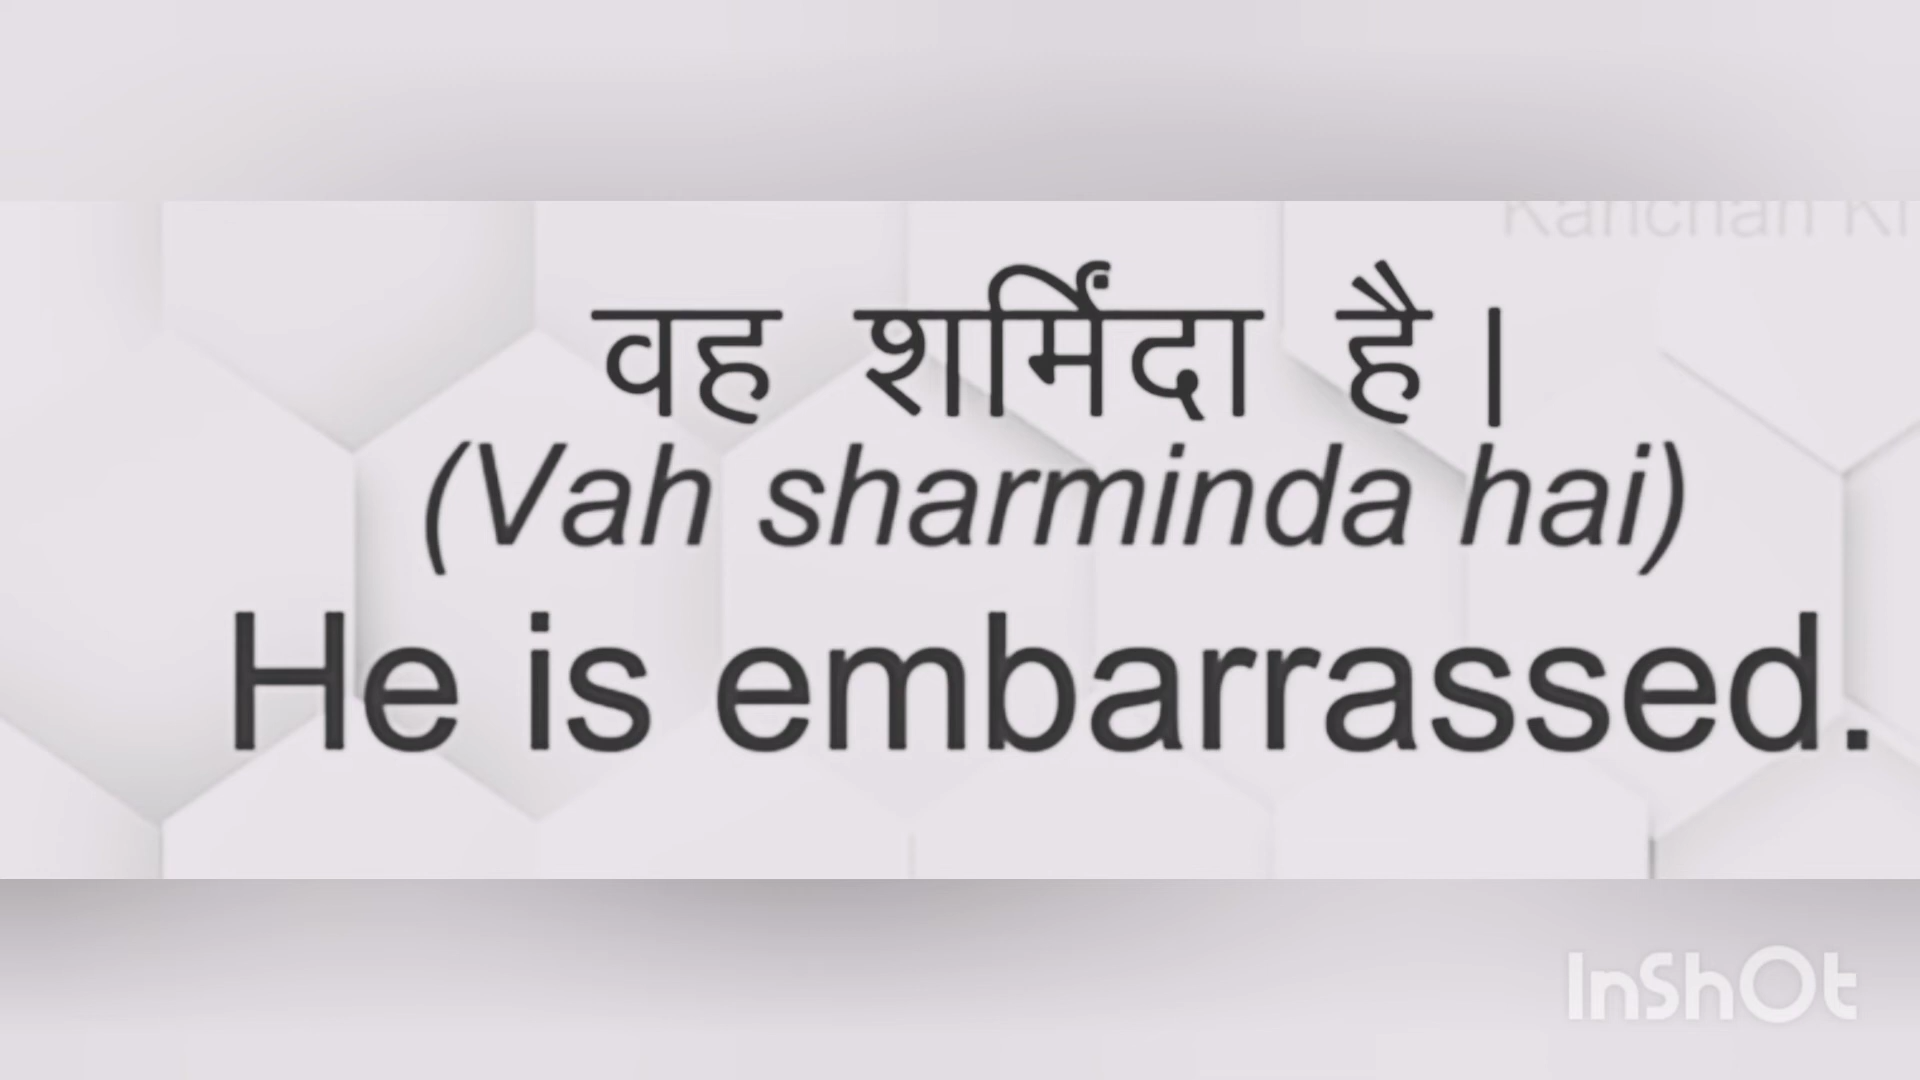 वह शर्मिंदा है।
(Vah sharminda hai)
He is embarrassed.
InShOt